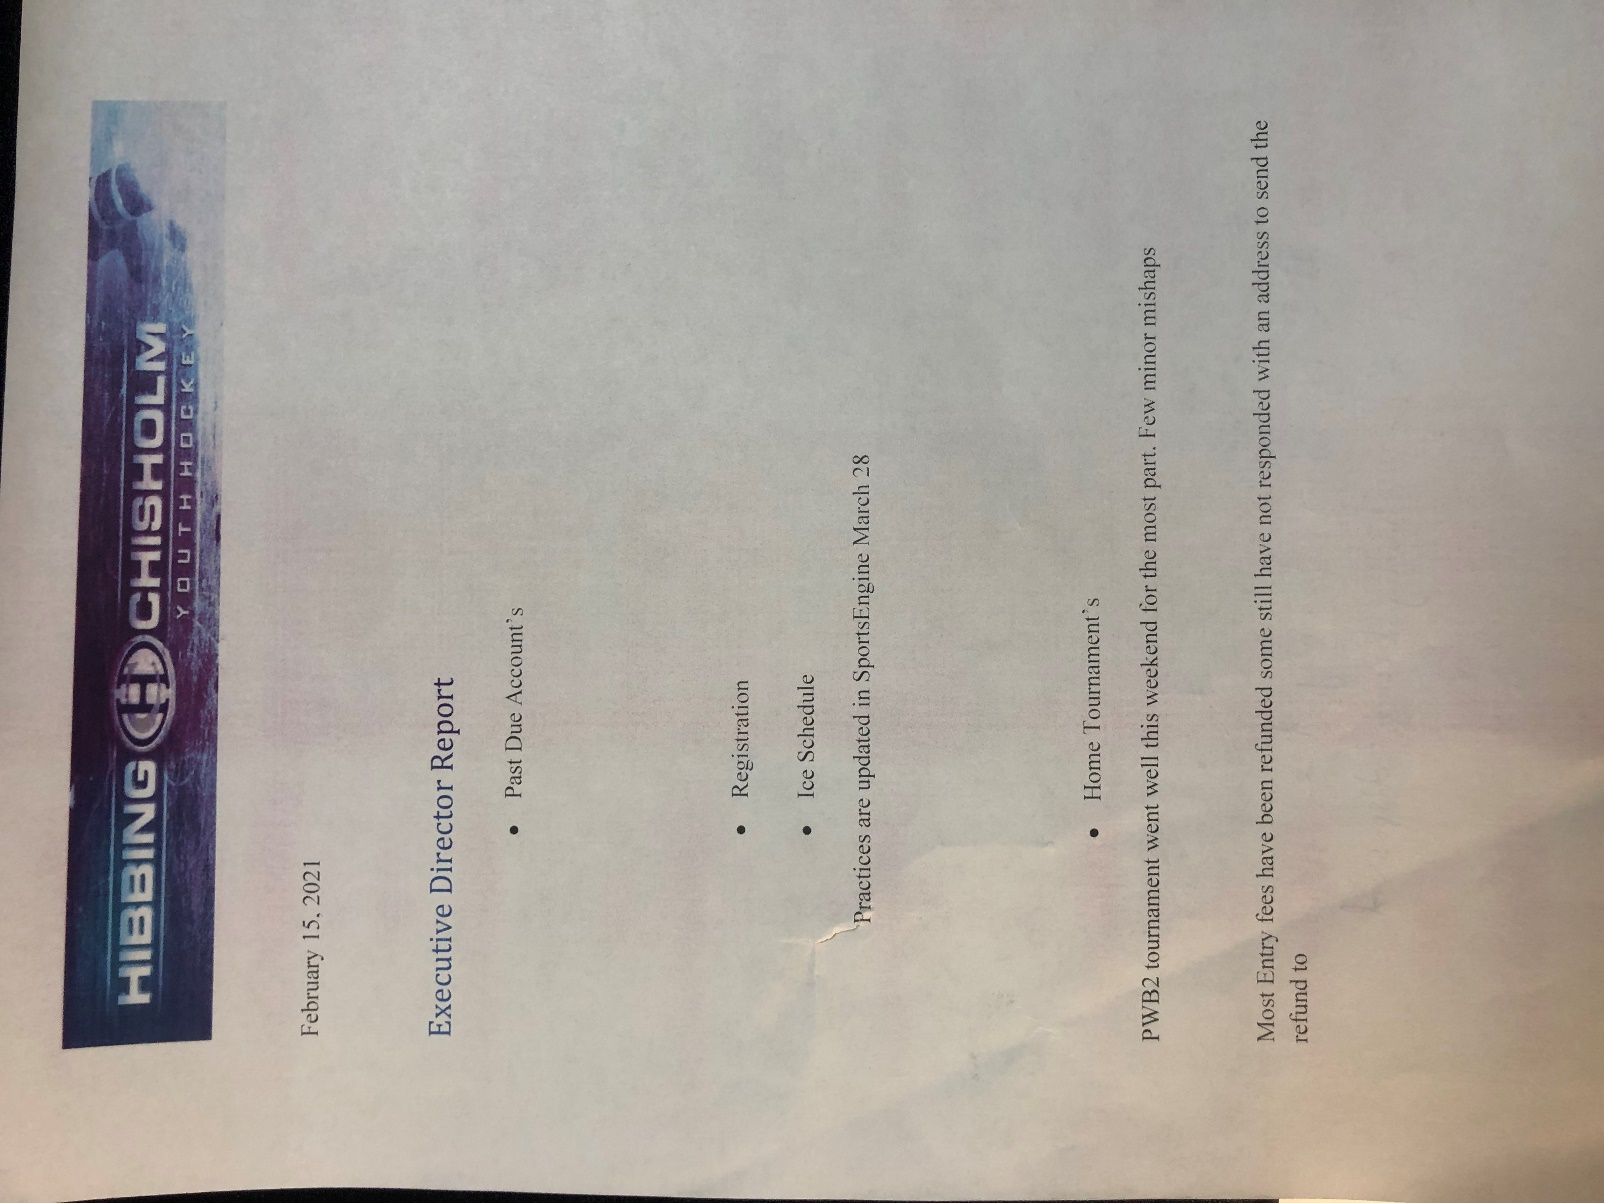 HIBBING CHISHOLM
YOUTH HOCKEY
February 15, 2021
Executive Director Report
• Past Due Account's
• Registration
• Ice Schedule
Practices are updated in SportsEngine March 28
• Home Tournament's
PWB2 tournament went well this weekend for the most part. Few minor mishaps
Most Entry fees have been refunded some still have not responded with an address to send the
refund to